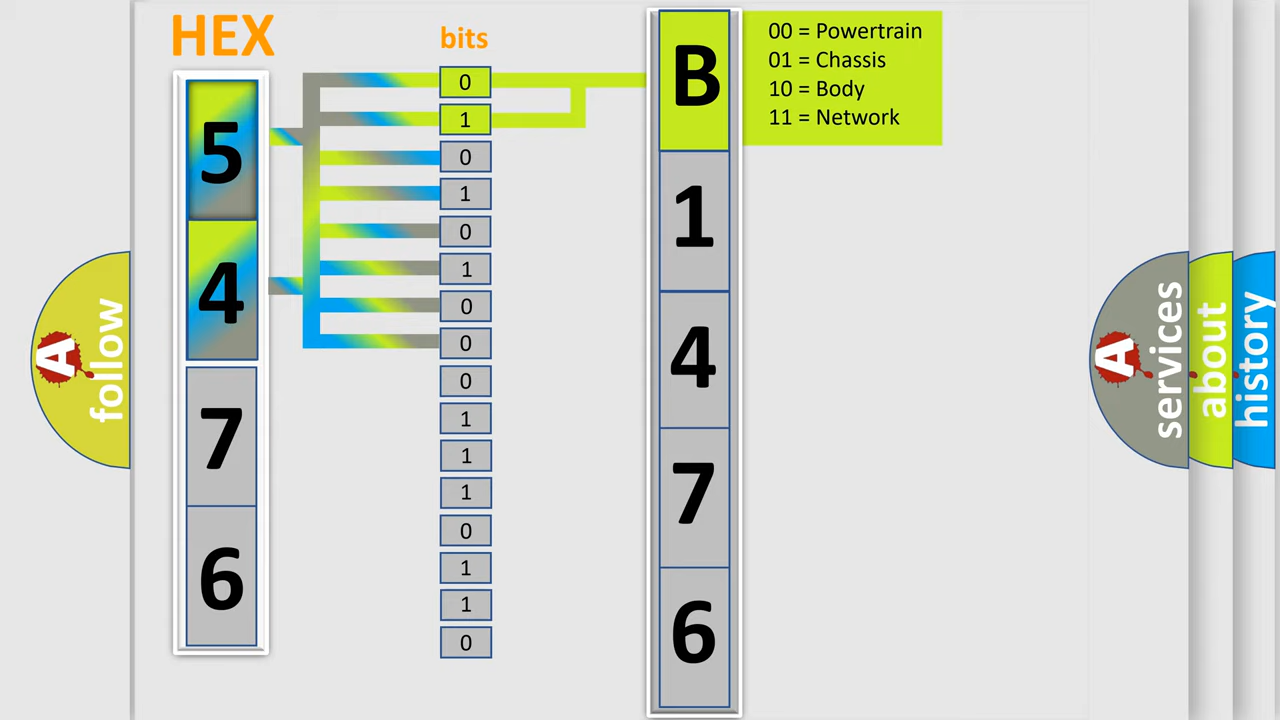 HEX
bits
5
4
7
6
0
1
0
1
0
1
0
0
0
1
1
1
0
1
1
0
B
1
4
7
6
00 = Powertrain
01 = Chassis
10 = Body
11 = Network
A
follow
A
services
about
history